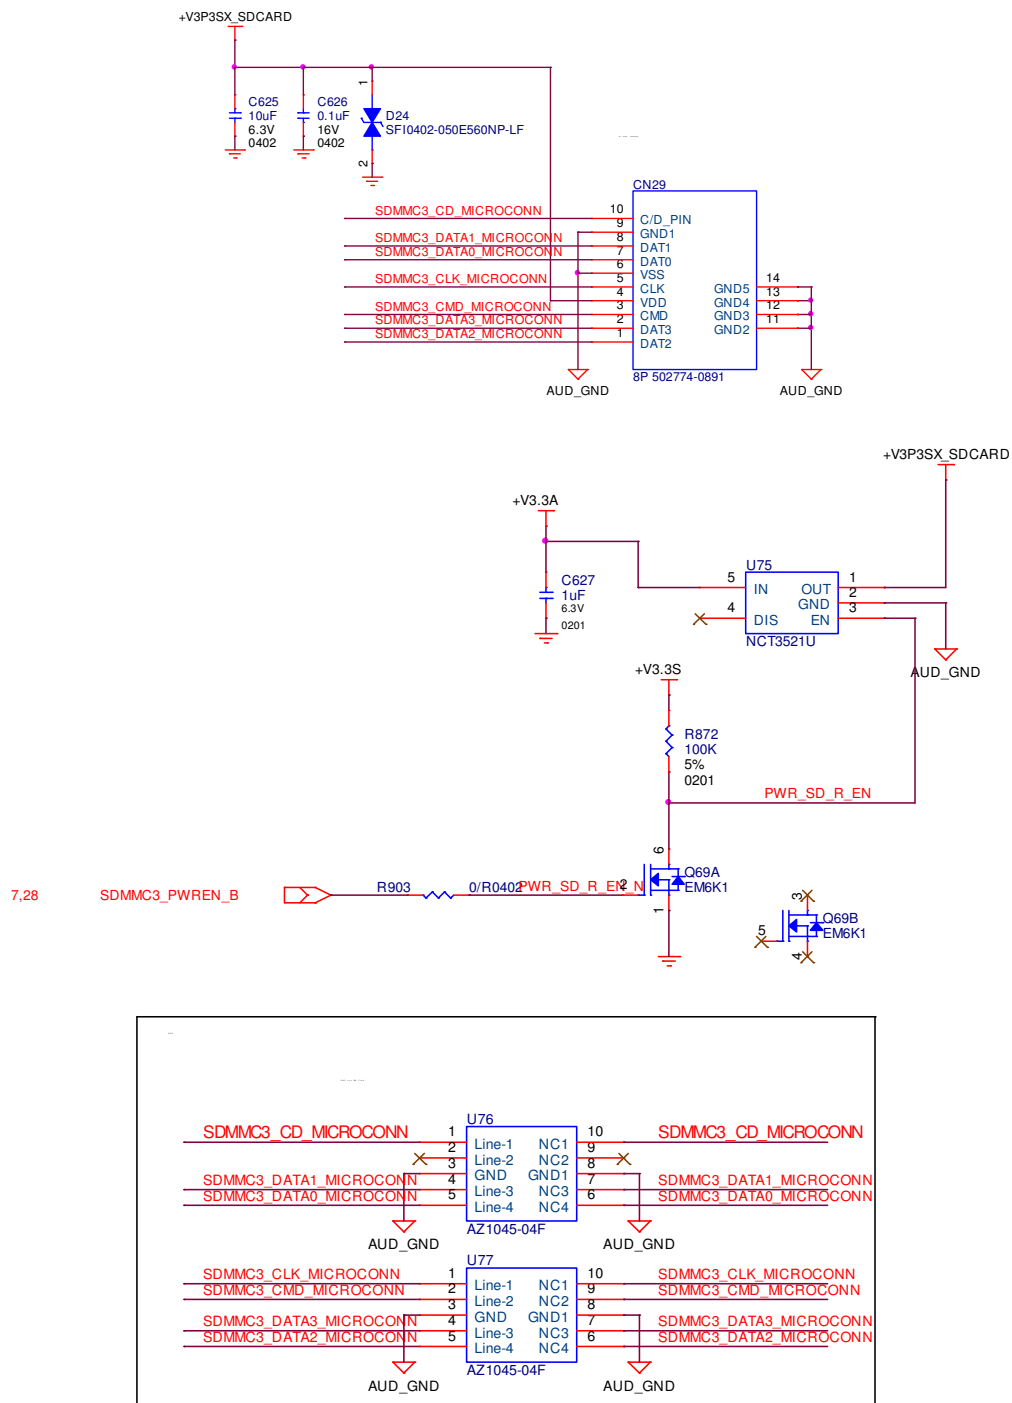 +V3P3SX_SDCARD
C625
10uF
6.3V
0402
C626
0.1uF
16V
0402
1
D24
SFI0402-050E560NP-LF
2
CN29
SDMMC3_CD_MICROCONN 10 C/D_PIN
9 GND1
SDMMC3_DATA1_MICROCONN 8 DAT1
SDMMC3_DATA0_MICROCONN 7 DAT0
6 VSS
SDMMC3_CLK_MICROCONN 5 CLK GND5 14
4 VDD GND4 13
SDMMC3_CMD_MICROCONN 3 CMD GND3 12
SDMMC3_DATA3_MICROCONN 2 DAT3 GND2 11
SDMMC3_DATA2_MICROCONN 1 DAT2
8P 502774-0891
AUD_GND
AUD_GND
+V3P3SX_SDCARD
+V3.3A
C627
1uF
6.3V
0201
U75
5 IN OUT 1
GND 2
4 DIS EN 3
NCT3521U
AUD_GND
+V3.3S
R872
100K
5%
0201
PWR_SD_R_EN
7,28 SDMMC3_PWREN_B
R903 0/R0402
PWR_SD_R_EN_N
2
6
1
Q69A
EM6K1
3
5
4
Q69B
EM6K1
U76
SDMMC3_CD_MICROCONN 1 Line-1 NC1 10 SDMMC3_CD_MICROCONN
2 Line-2 NC2 9
3 GND GND1 8
SDMMC3_DATA1_MICROCONN 4 Line-3 NC3 7 SDMMC3_DATA1_MICROCONN
SDMMC3_DATA0_MICROCONN 5 Line-4 NC4 6 SDMMC3_DATA0_MICROCONN
AZ1045-04F
AUD_GND
AUD_GND
U77
SDMMC3_CLK_MICROCONN 1 Line-1 NC1 10 SDMMC3_CLK_MICROCONN
SDMMC3_CMD_MICROCONN 2 Line-2 NC2 9 SDMMC3_CMD_MICROCONN
3 GND GND1 8
SDMMC3_DATA3_MICROCONN 4 Line-3 NC3 7 SDMMC3_DATA3_MICROCONN
SDMMC3_DATA2_MICROCONN 5 Line-4 NC4 6 SDMMC3_DATA2_MICROCONN
AZ1045-04F
AUD_GND
AUD_GND